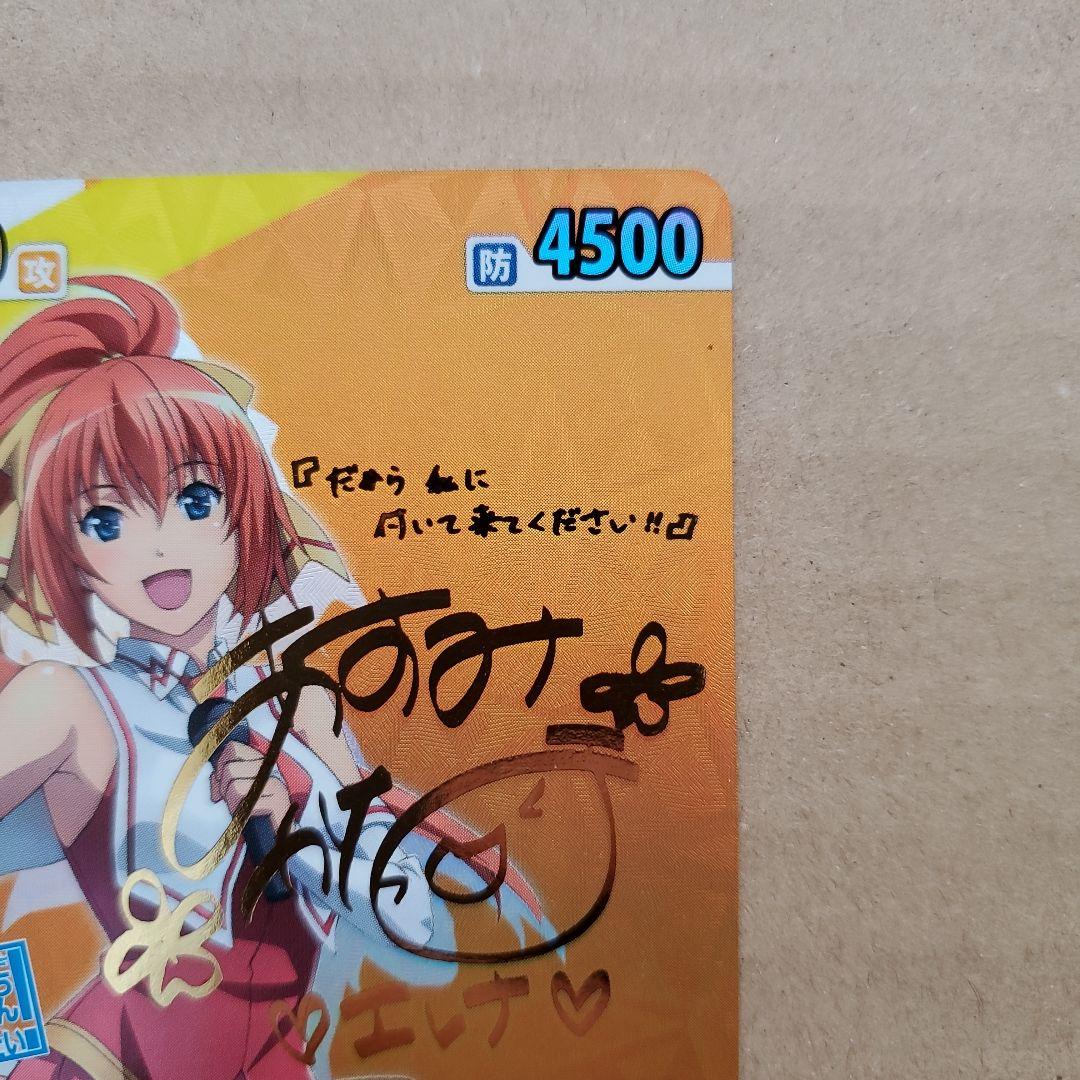 攻
防 4500
『だから 私に
付いて来てください!!』
あすみ
かな
♡エレナ♡